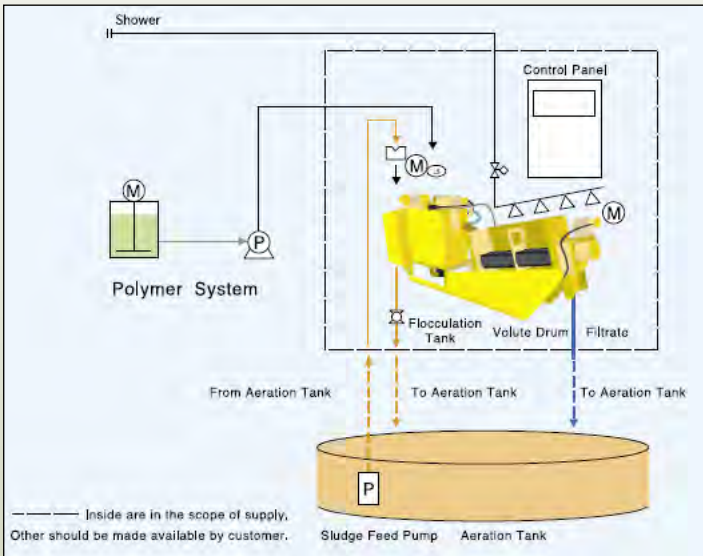 Shower
Control Panel
M
M
M
P
Polymer System
Flocculation
Tank
Volute Drum
Filtrate
From Aeration Tank
To Aeration Tank
To Aeration Tank
P
Inside are in the scope of supply,
Other should be made available by customer.
Sludge Feed Pump
Aeration Tank